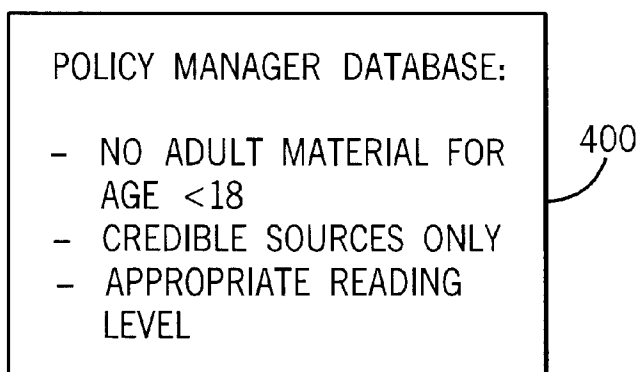 POLICY MANAGER DATABASE:
– NO ADULT MATERIAL FOR
AGE <18
– CREDIBLE SOURCES ONLY
– APPROPRIATE READING
LEVEL
400